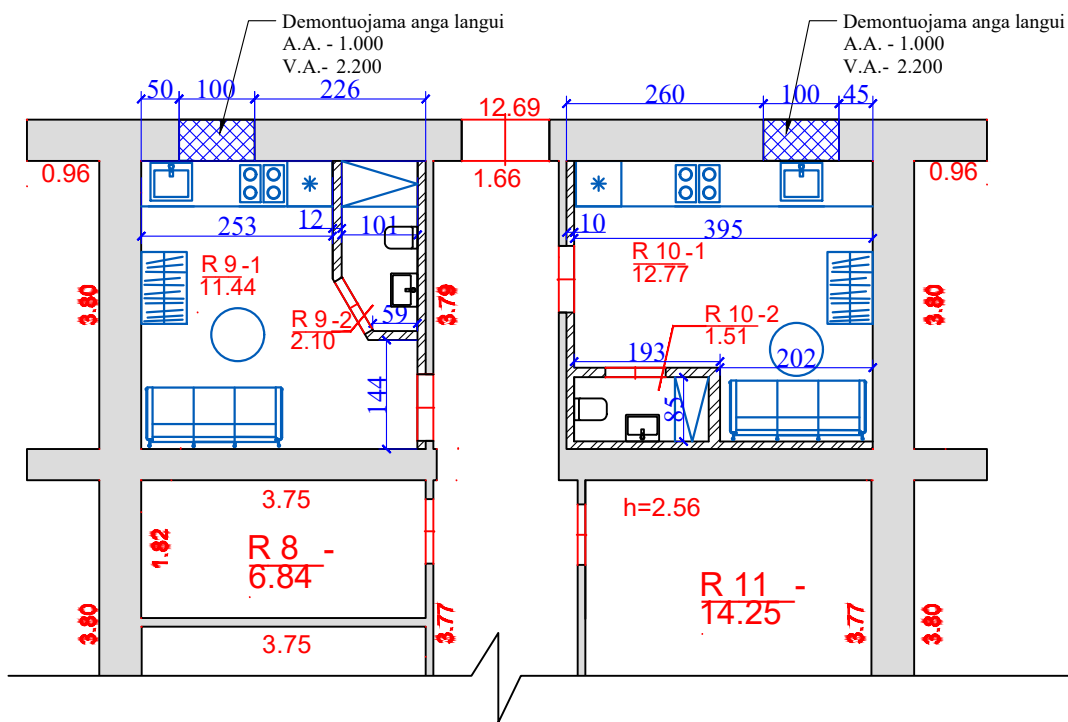 Demontuojama anga langui
A.A. - 1.000
V.A.- 2.200
Demontuojama anga langui
A.A. - 1.000
V.A.- 2.200
50
100
226
12.69
260
100
45
0.96
1.66
0.96
12
101
253
10
395
R 9-1
11.44
R 10-1
12.77
3.80
R 9-2
2.10
59
3.79
R 10-2
1.51
3.80
193
202
144
85
3.75
h=2.56
1.82
R 8 -
6.84
R 11 -
14.25
3.80
3.75
3.77
3.77
3.80